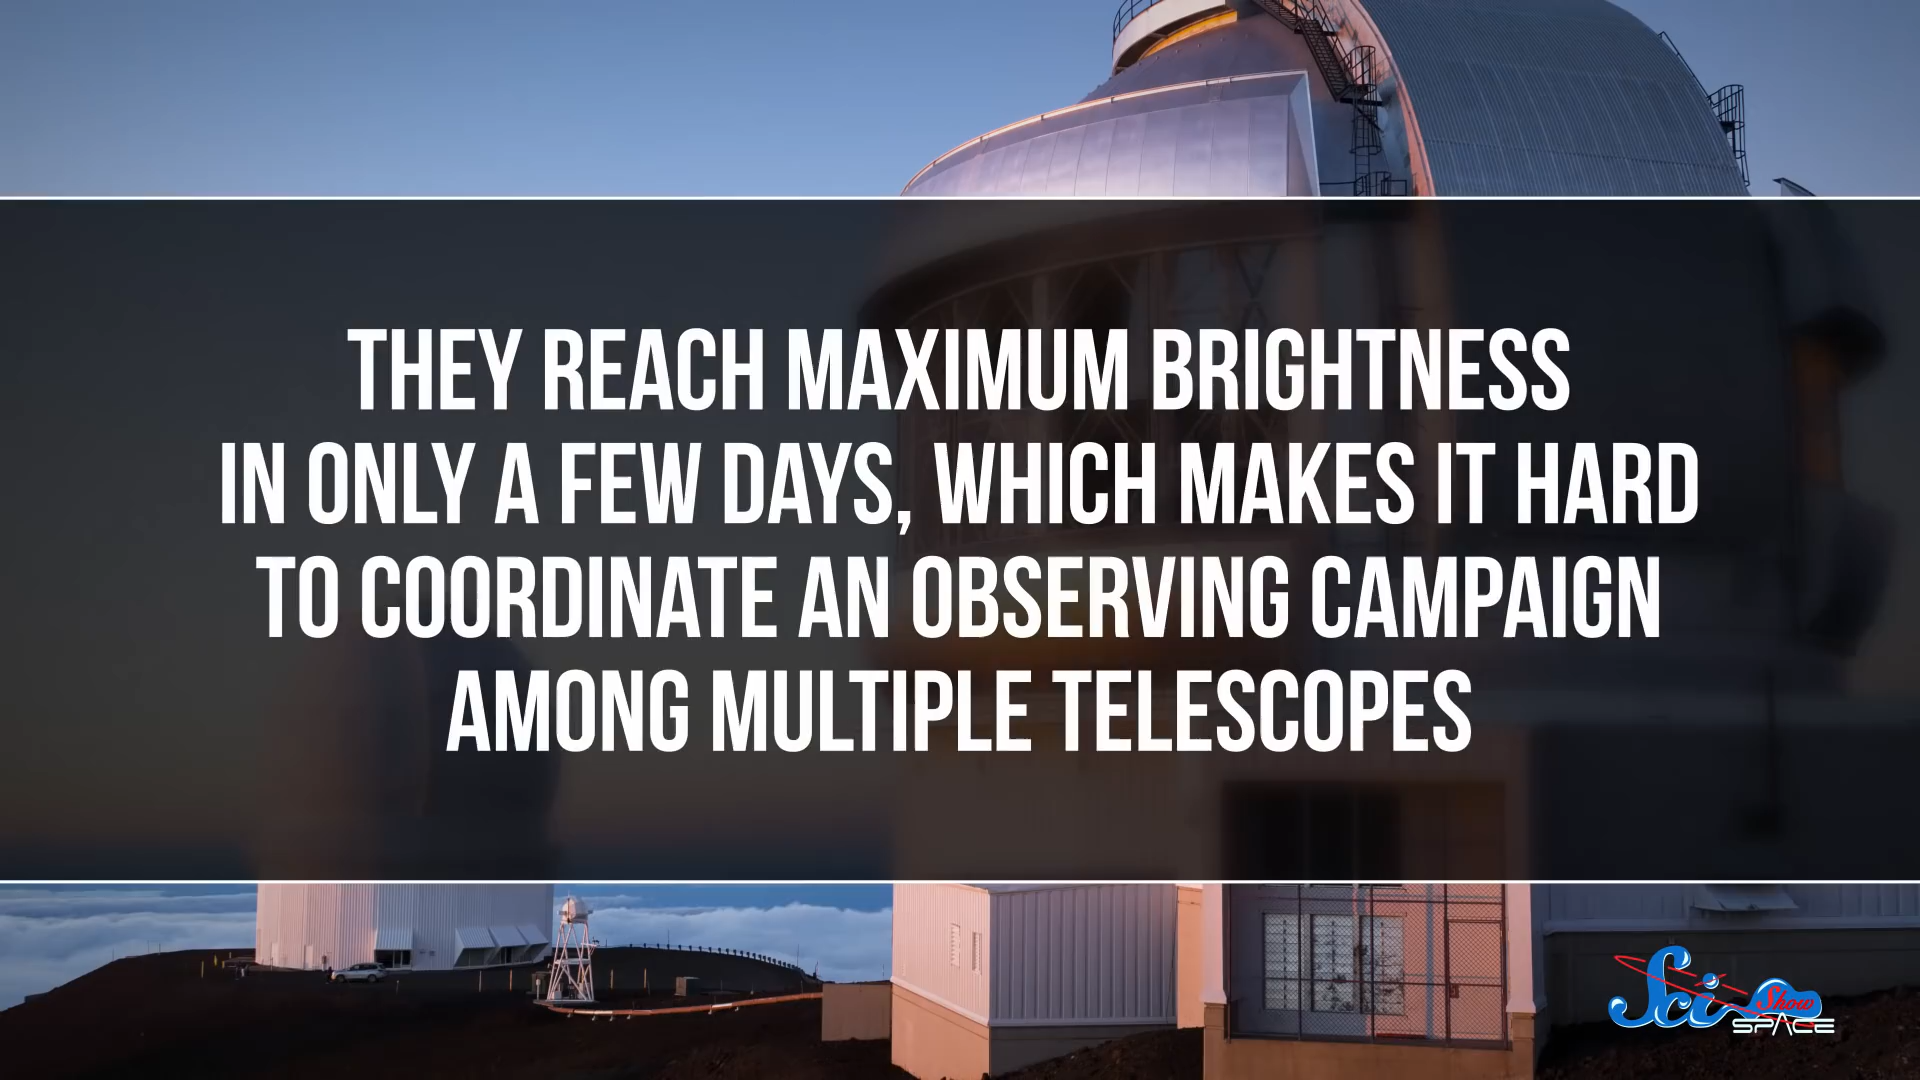 THEY REACH MAXIMUM BRIGHTNESS
IN ONLY A FEW DAYS, WHICH MAKES IT HARD
TO COORDINATE AN OBSERVING CAMPAIGN
AMONG MULTIPLE TELESCOPES
Sci Show
SPACE